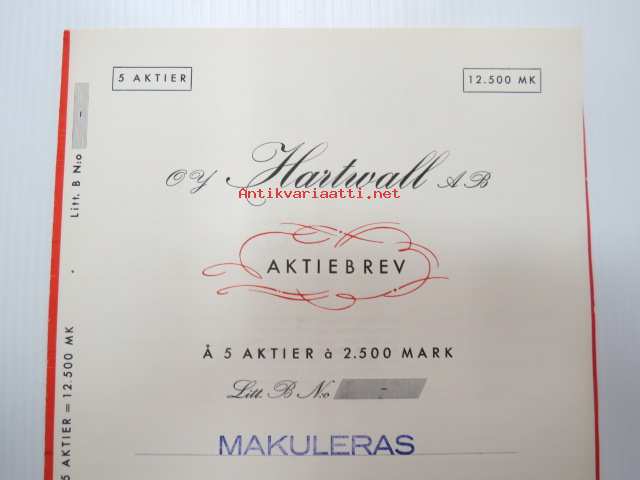 5 AKTIER
12.500 MK
OY Hartwall AB
Antikvariaatti.net
AKTIEBREV
Å 5 AKTIER à 2.500 MARK
Litt. B N:o -
MAKULERAS
Litt. B N:o -
5 AKTIER = 12.500 MK